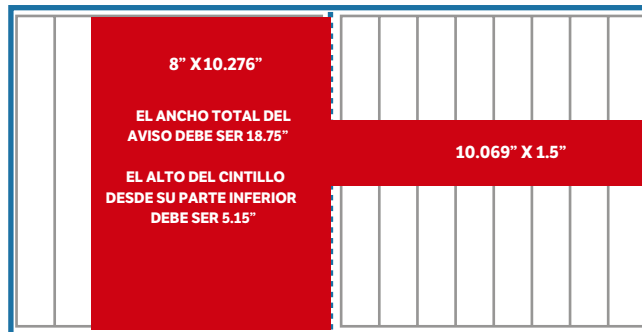 8” X 10.276”
EL ANCHO TOTAL DEL
AVISO DEBE SER 18.75”
EL ALTO DEL CINTILLO
DESDE SU PARTE INFERIOR
DEBE SER 5.15”
10.069” X 1.5”